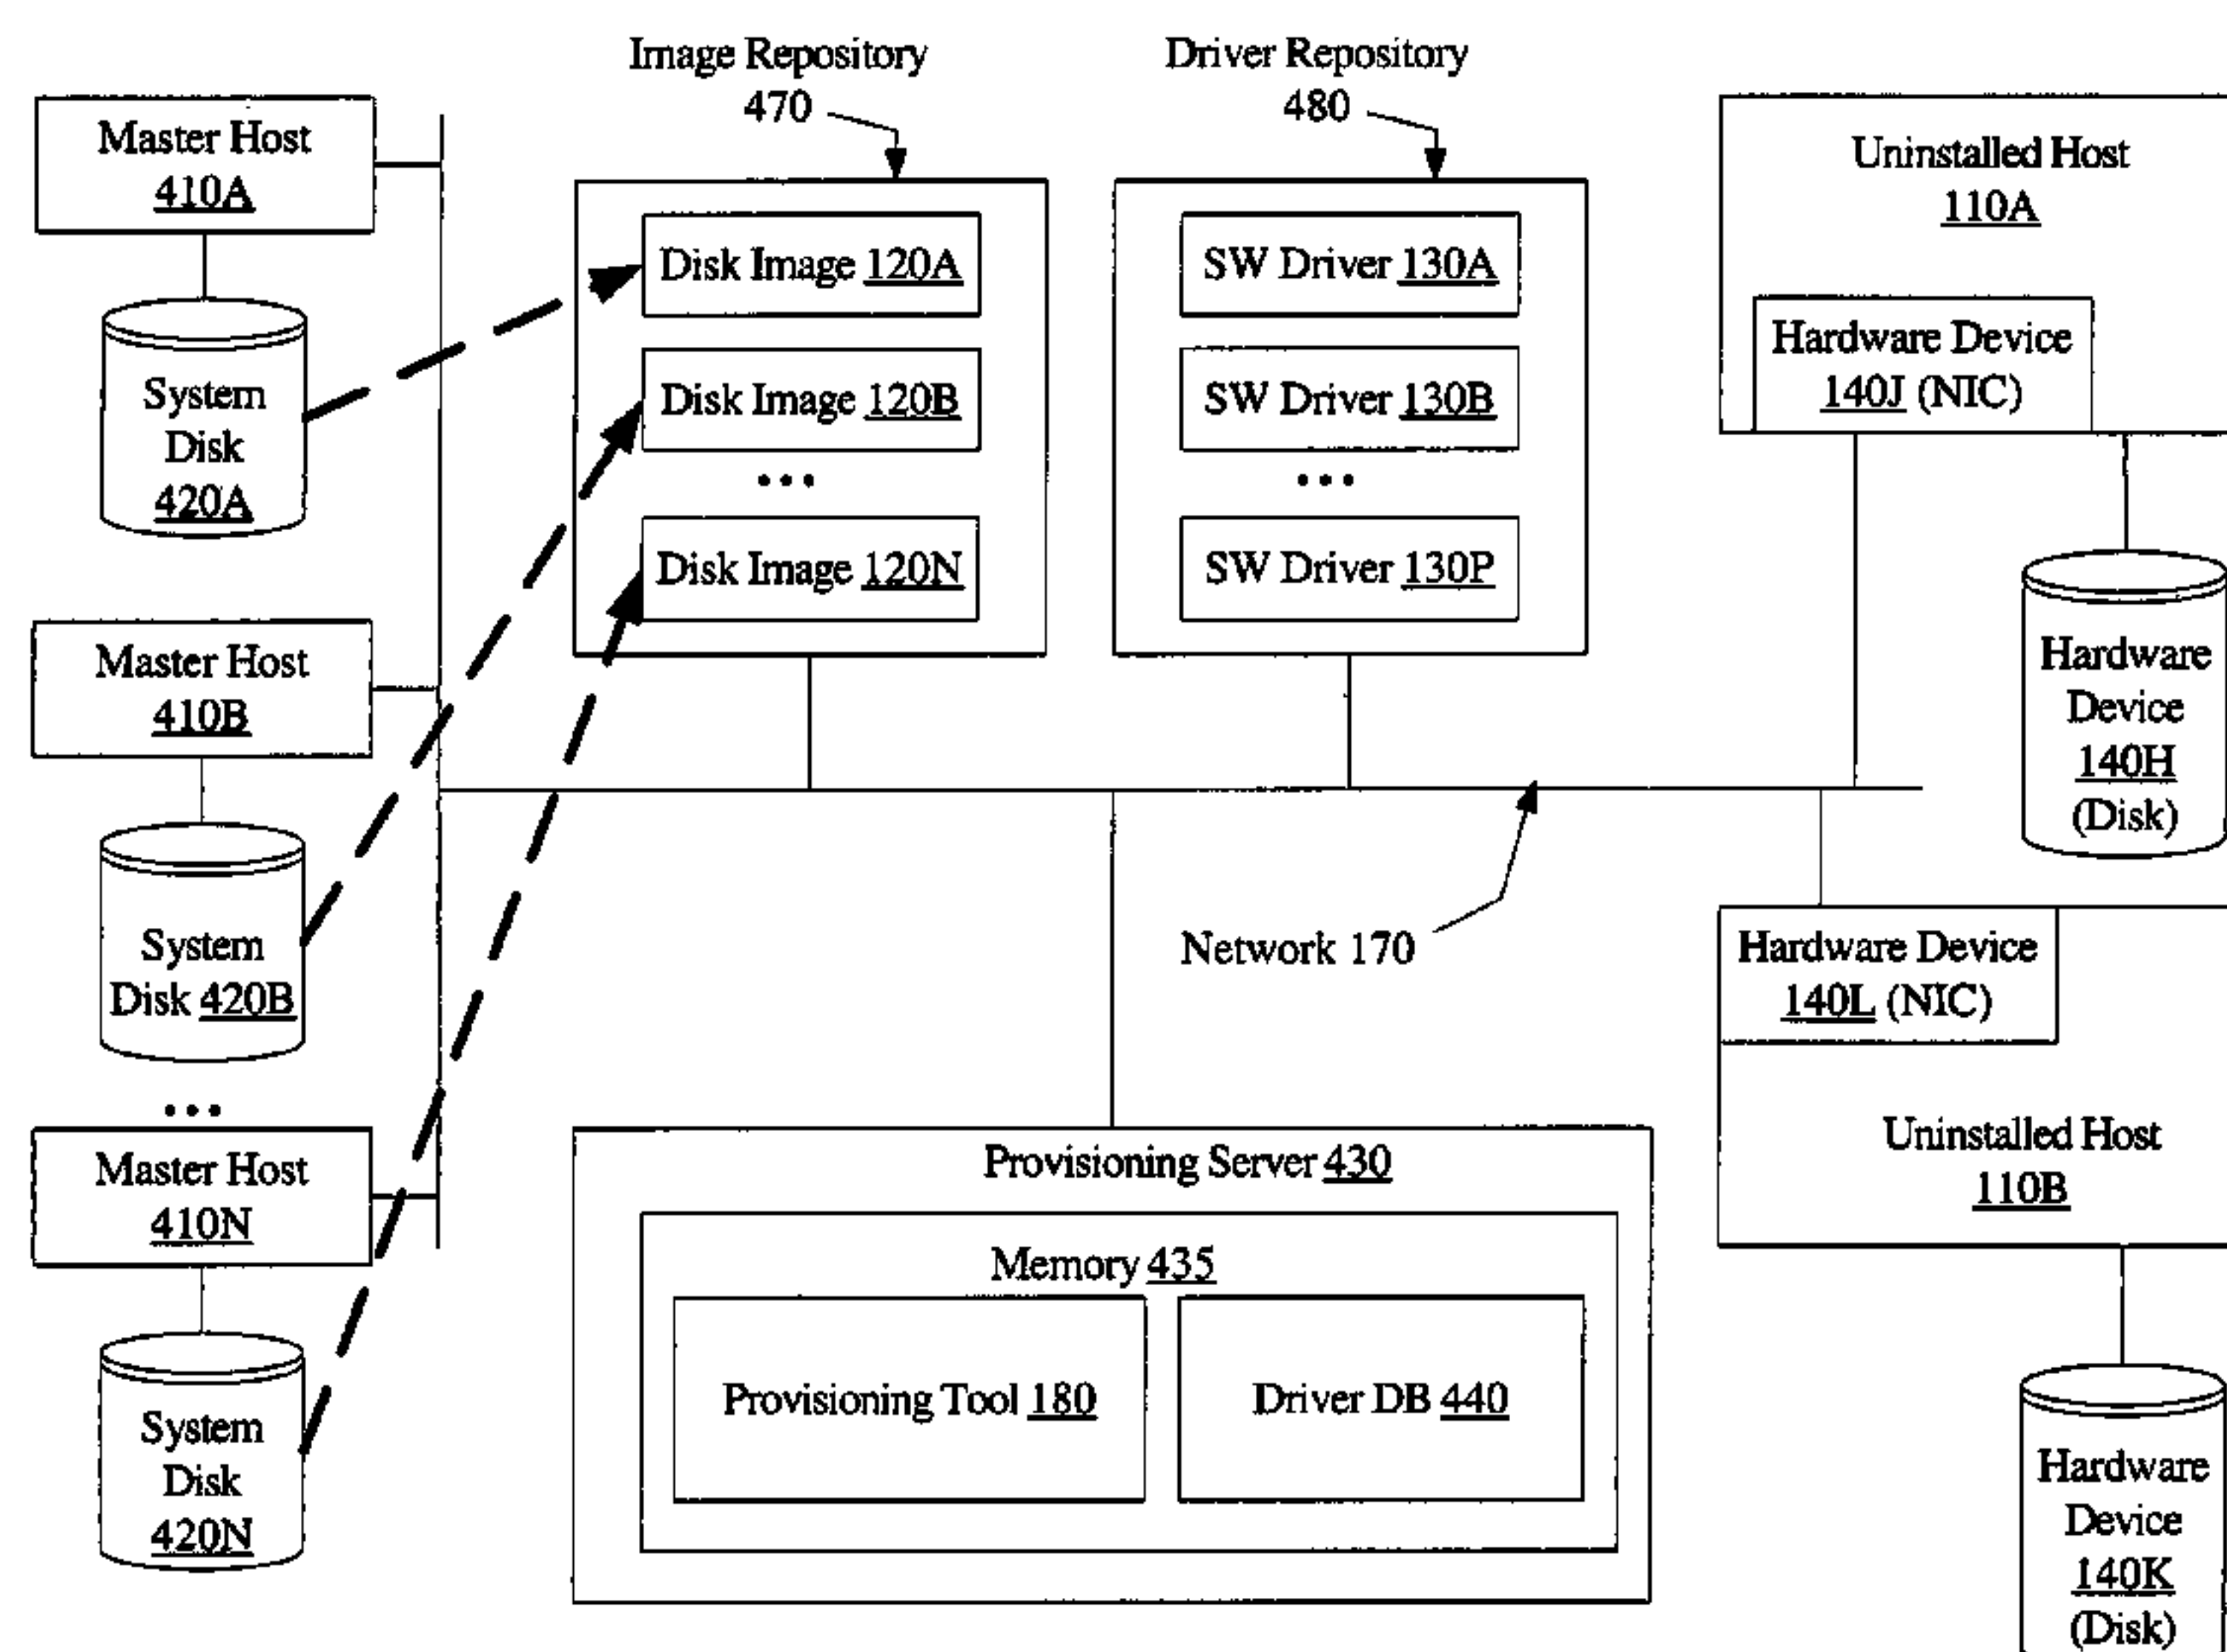 Image Repository
470
Driver Repository
480
Master Host
410A
System
Disk
420A
Master Host
410B
System
Disk 420B
...
Master Host
410N
System
Disk
420N
Disk Image 120A
Disk Image 120B
...
Disk Image 120N
SW Driver 130A
SW Driver 130B
...
SW Driver 130P
Network 170
Provisioning Server 430
Memory 435
Provisioning Tool 180
Driver DB 440
Uninstalled Host
110A
Hardware Device
140J (NIC)
Hardware
Device
140H
(Disk)
Hardware Device
140L (NIC)
Uninstalled Host
110B
Hardware
Device
140K
(Disk)